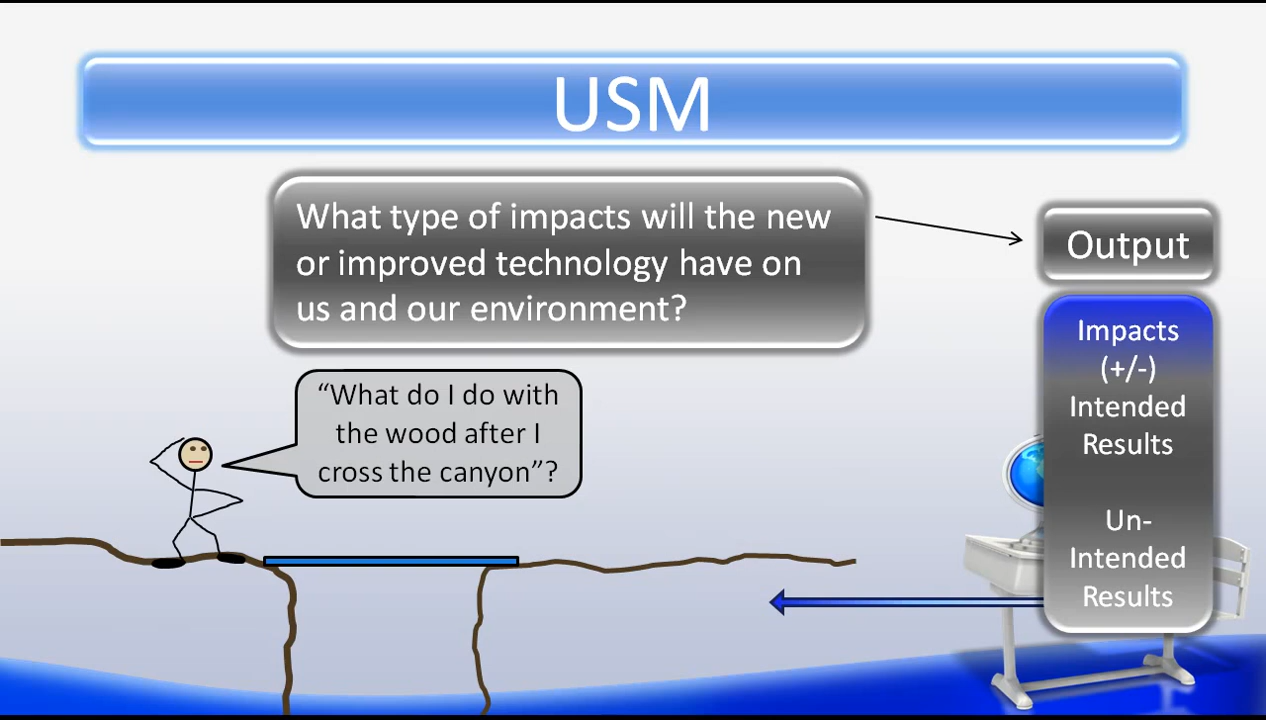 USM
What type of impacts will the new
or improved technology have on
us and our environment?
Output
Impacts
(+/-)
Intended
Results
Un-
Intended
Results
“What do I do with
the wood after I
cross the canyon”?